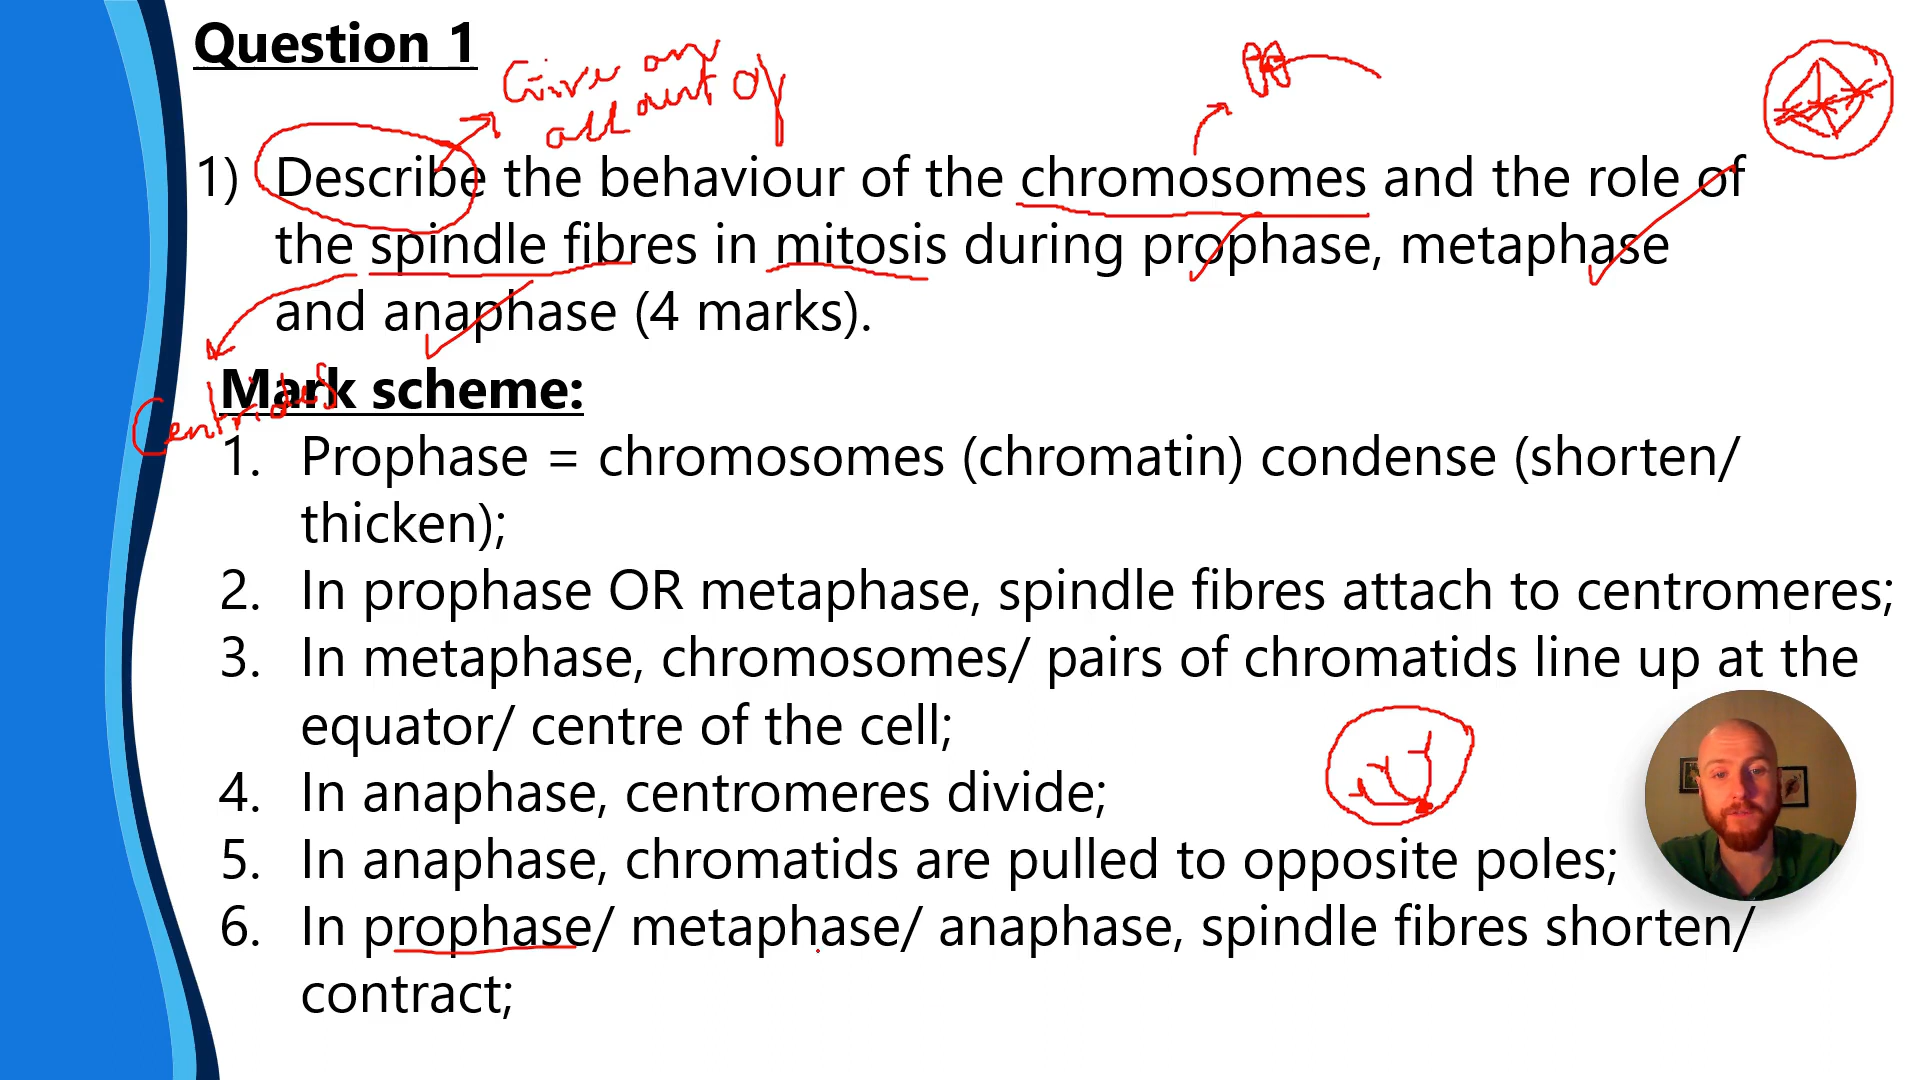 Question 1
Give an
account of
1) Describe the behaviour of the chromosomes and the role of
the spindle fibres in mitosis during prophase, metaphase
and anaphase (4 marks).
Mark scheme:
Centrioles
1. Prophase = chromosomes (chromatin) condense (shorten/
thicken);
2. In prophase OR metaphase, spindle fibres attach to centromeres;
3. In metaphase, chromosomes/ pairs of chromatids line up at the
equator/ centre of the cell;
4. In anaphase, centromeres divide;
5. In anaphase, chromatids are pulled to opposite poles;
6. In prophase/ metaphase/ anaphase, spindle fibres shorten/
contract;